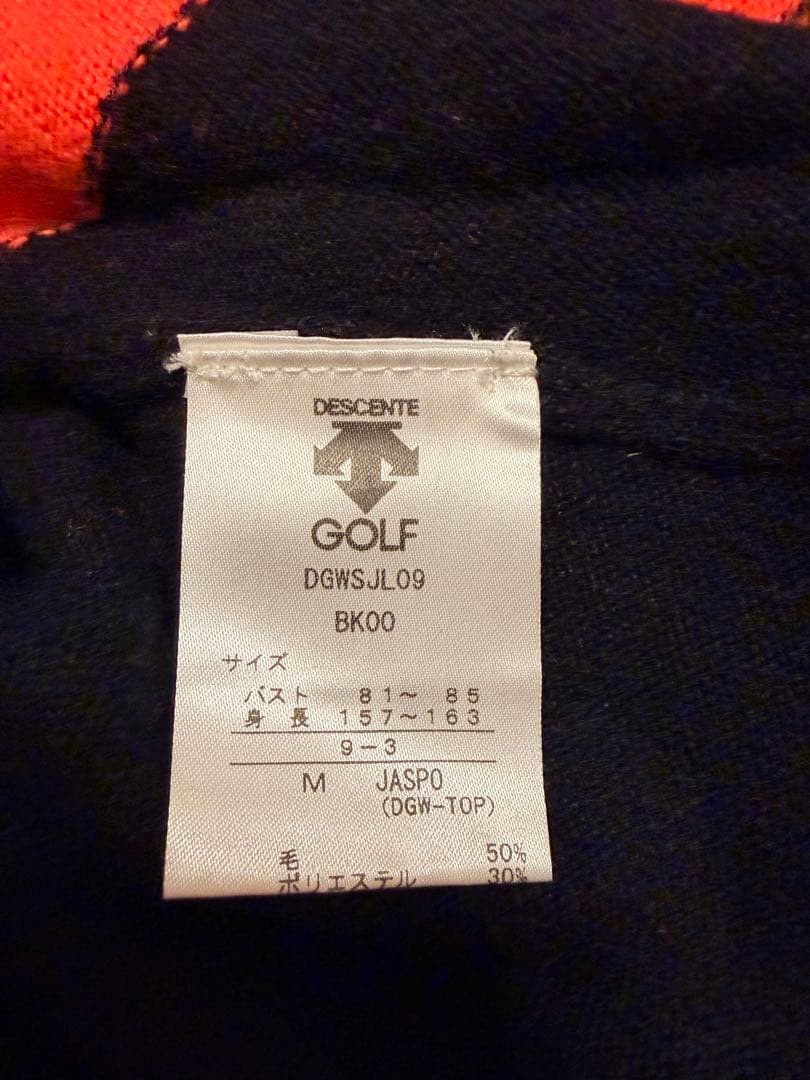 DESCENTE
GOLF
DGWSJL09
BK00
サイズ
バスト 81～ 85
身 長 157～163
9-3
M JASPO
(DGW-TOP)
毛 50%
ポリエステル 30%